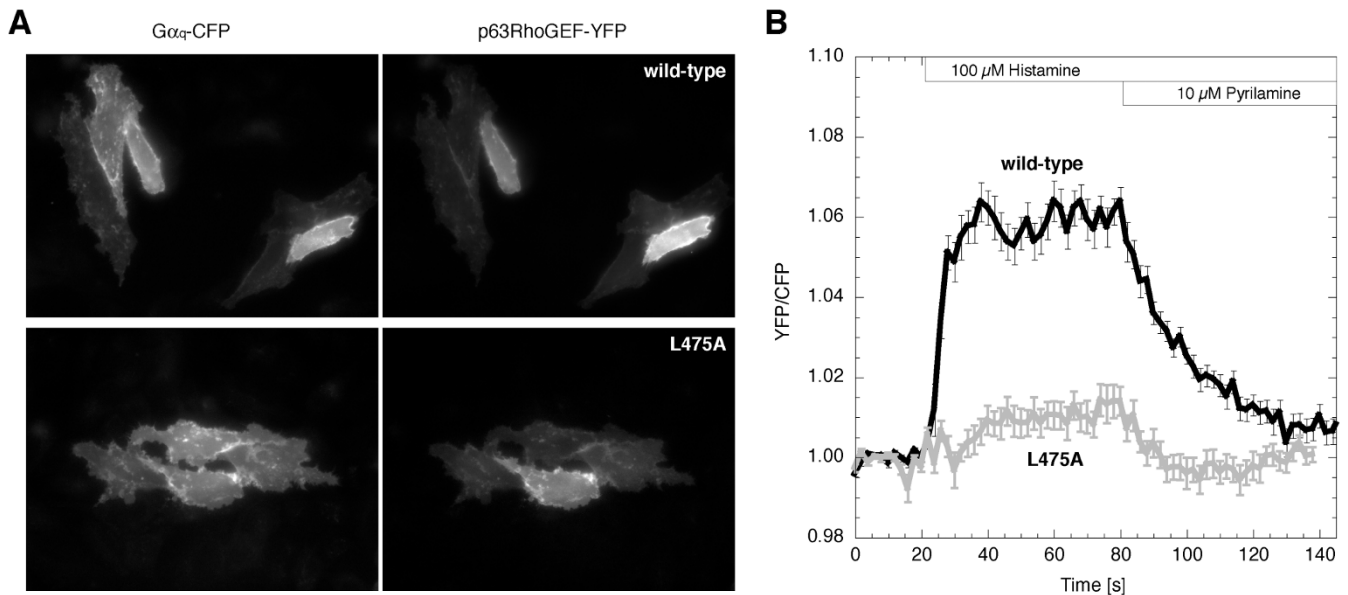 A
Gαq-CFP
p63RhoGEF-YFP
wild-type
L475A
B
1.10
1.08
1.06
1.04
1.02
1.00
0.98
YFP/CFP
100 µM Histamine
10 µM Pyrilamine
wild-type
L475A
0
20
40
60
80
100
120
140
Time [s]